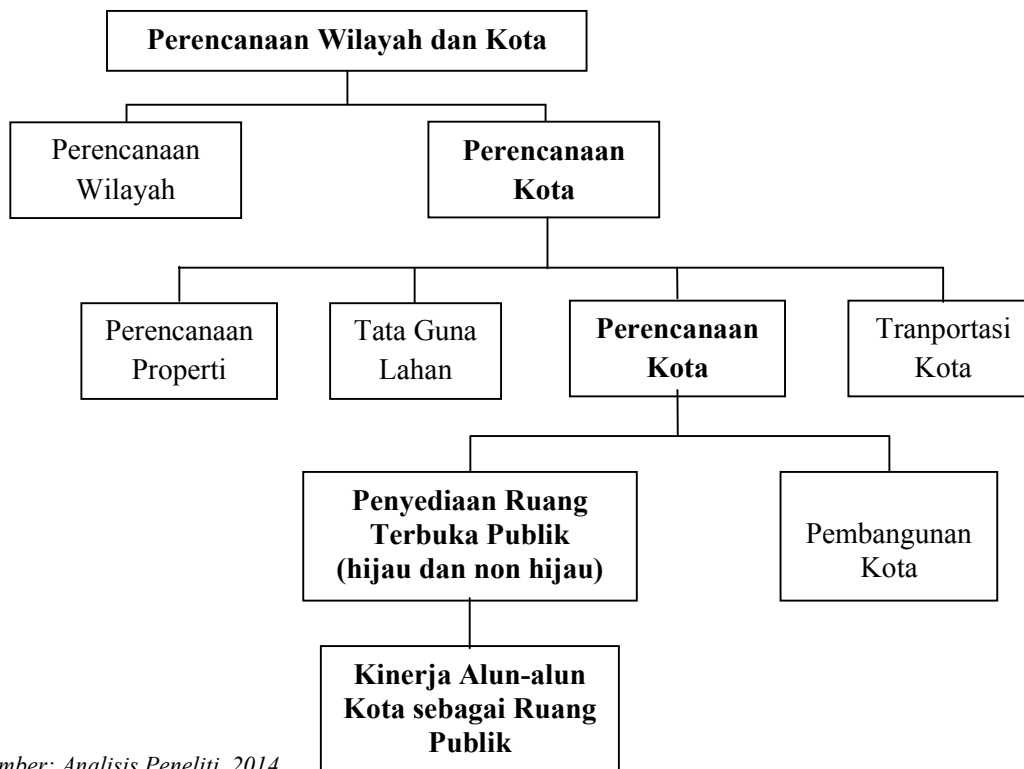 Perencanaan Wilayah dan Kota
Perencanaan
Wilayah
Perencanaan
Kota
Perencanaan
Properti
Tata Guna
Lahan
Perencanaan
Kota
Tranportasi
Kota
Penyediaan Ruang
Terbuka Publik
(hijau dan non hijau)
Pembangunan
Kota
Kinerja Alun-alun
Kota sebagai Ruang
Publik
mber: Analisis Peneliti, 2014